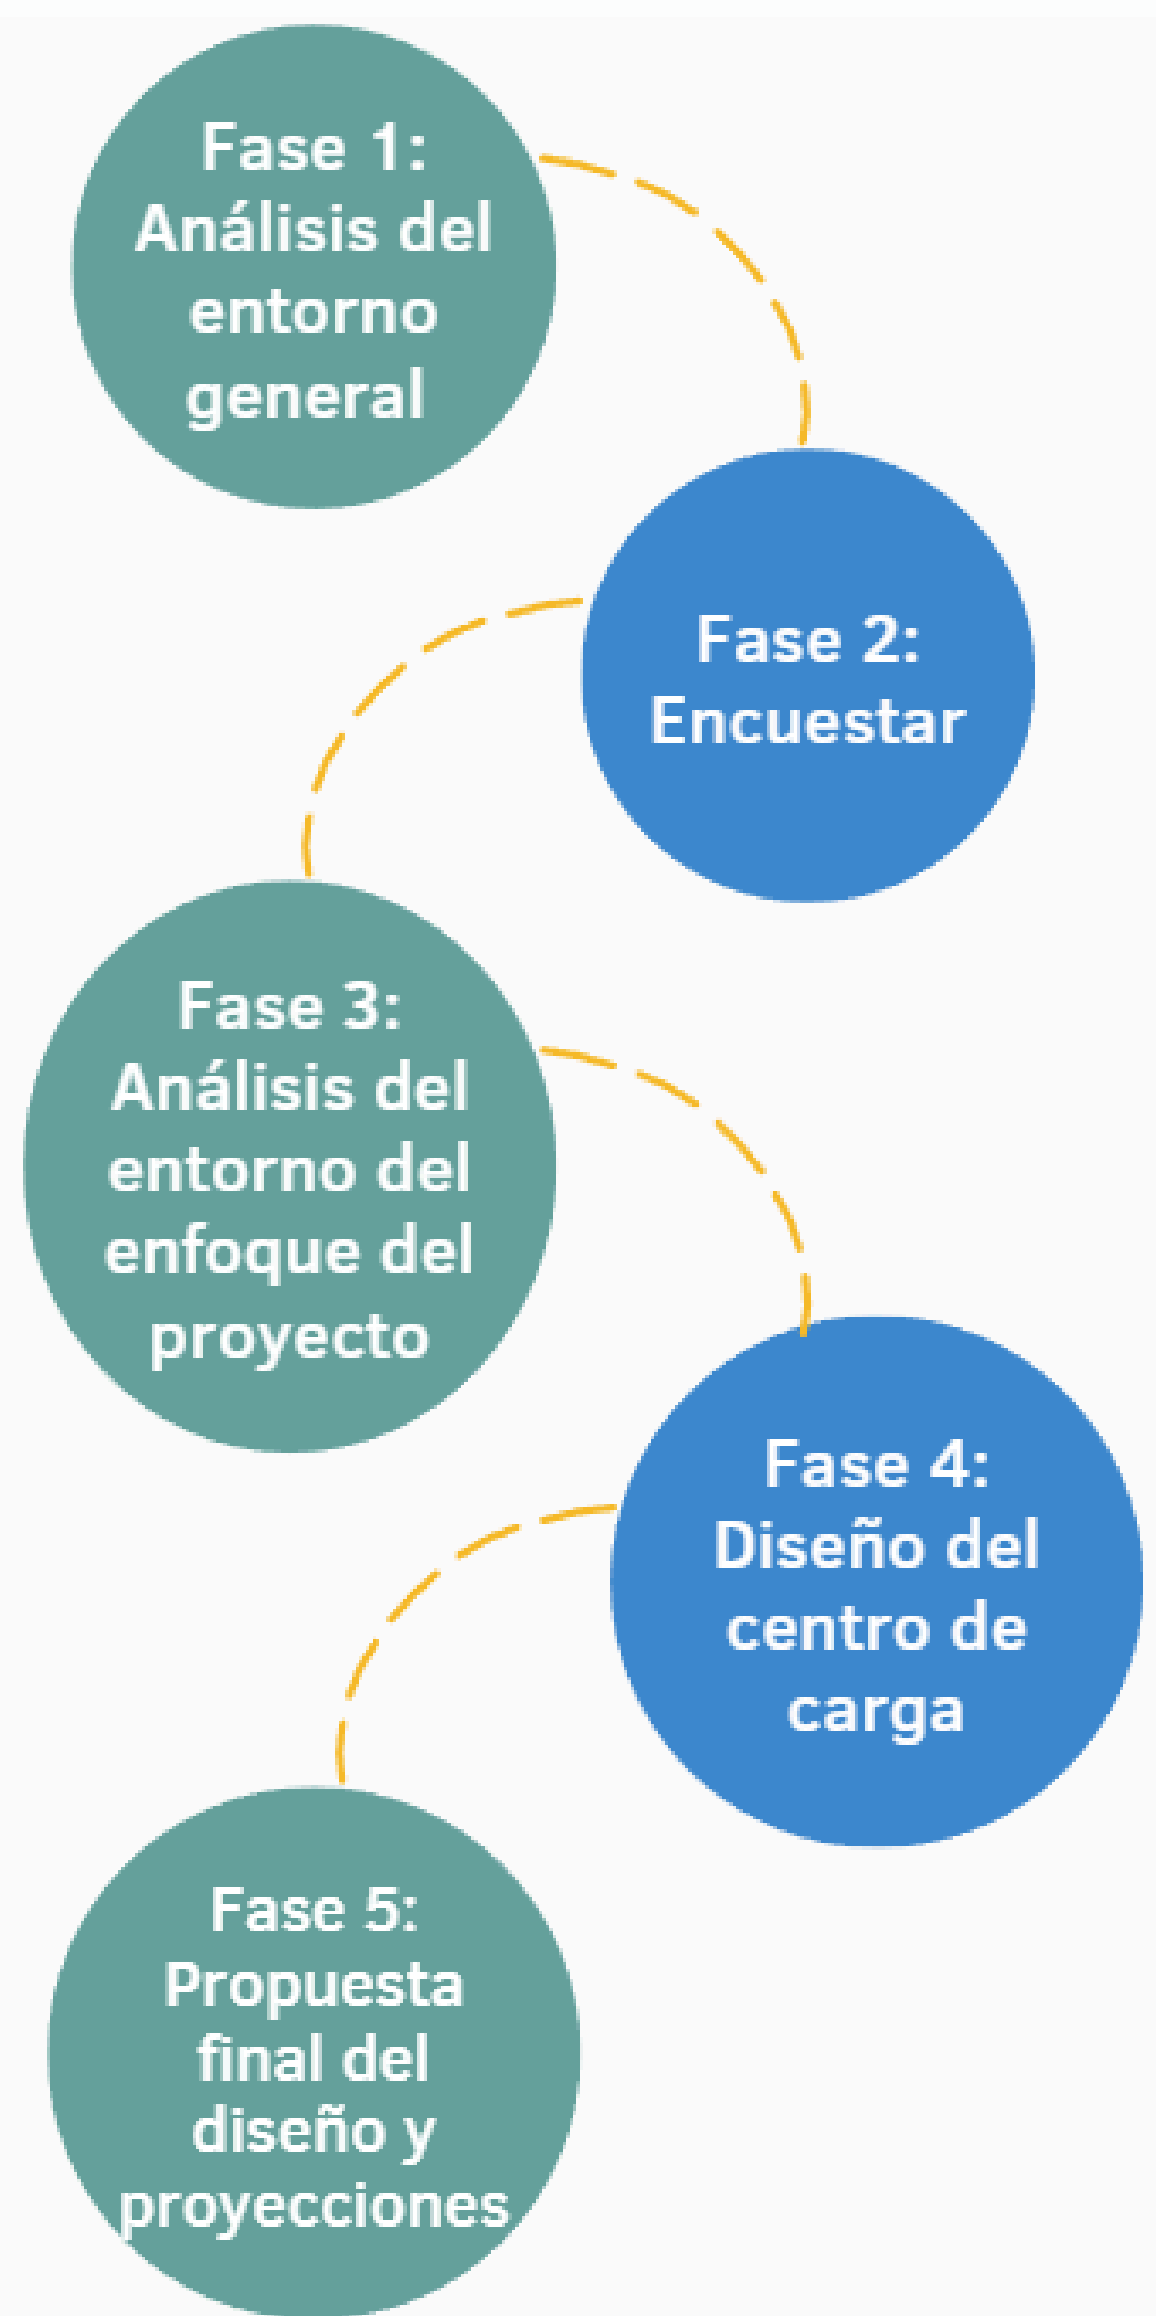 Fase 1:
Análisis del
entorno
general
Fase 2:
Encuestar
Fase 3:
Análisis del
entorno del
enfoque del
proyecto
Fase 4:
Diseño del
centro de
carga
Fase 5:
Propuesta
final del
diseño y
proyecciones